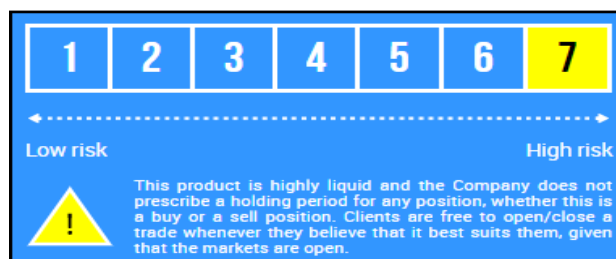 1 2 3 4 5 6 7
Low risk High risk
This product is highly liquid and the Company does not
prescribe a holding period for any position, whether this is
a buy or a sell position. Clients are free to open/close a
trade whenever they believe that it best suits them, given
that the markets are open.
!